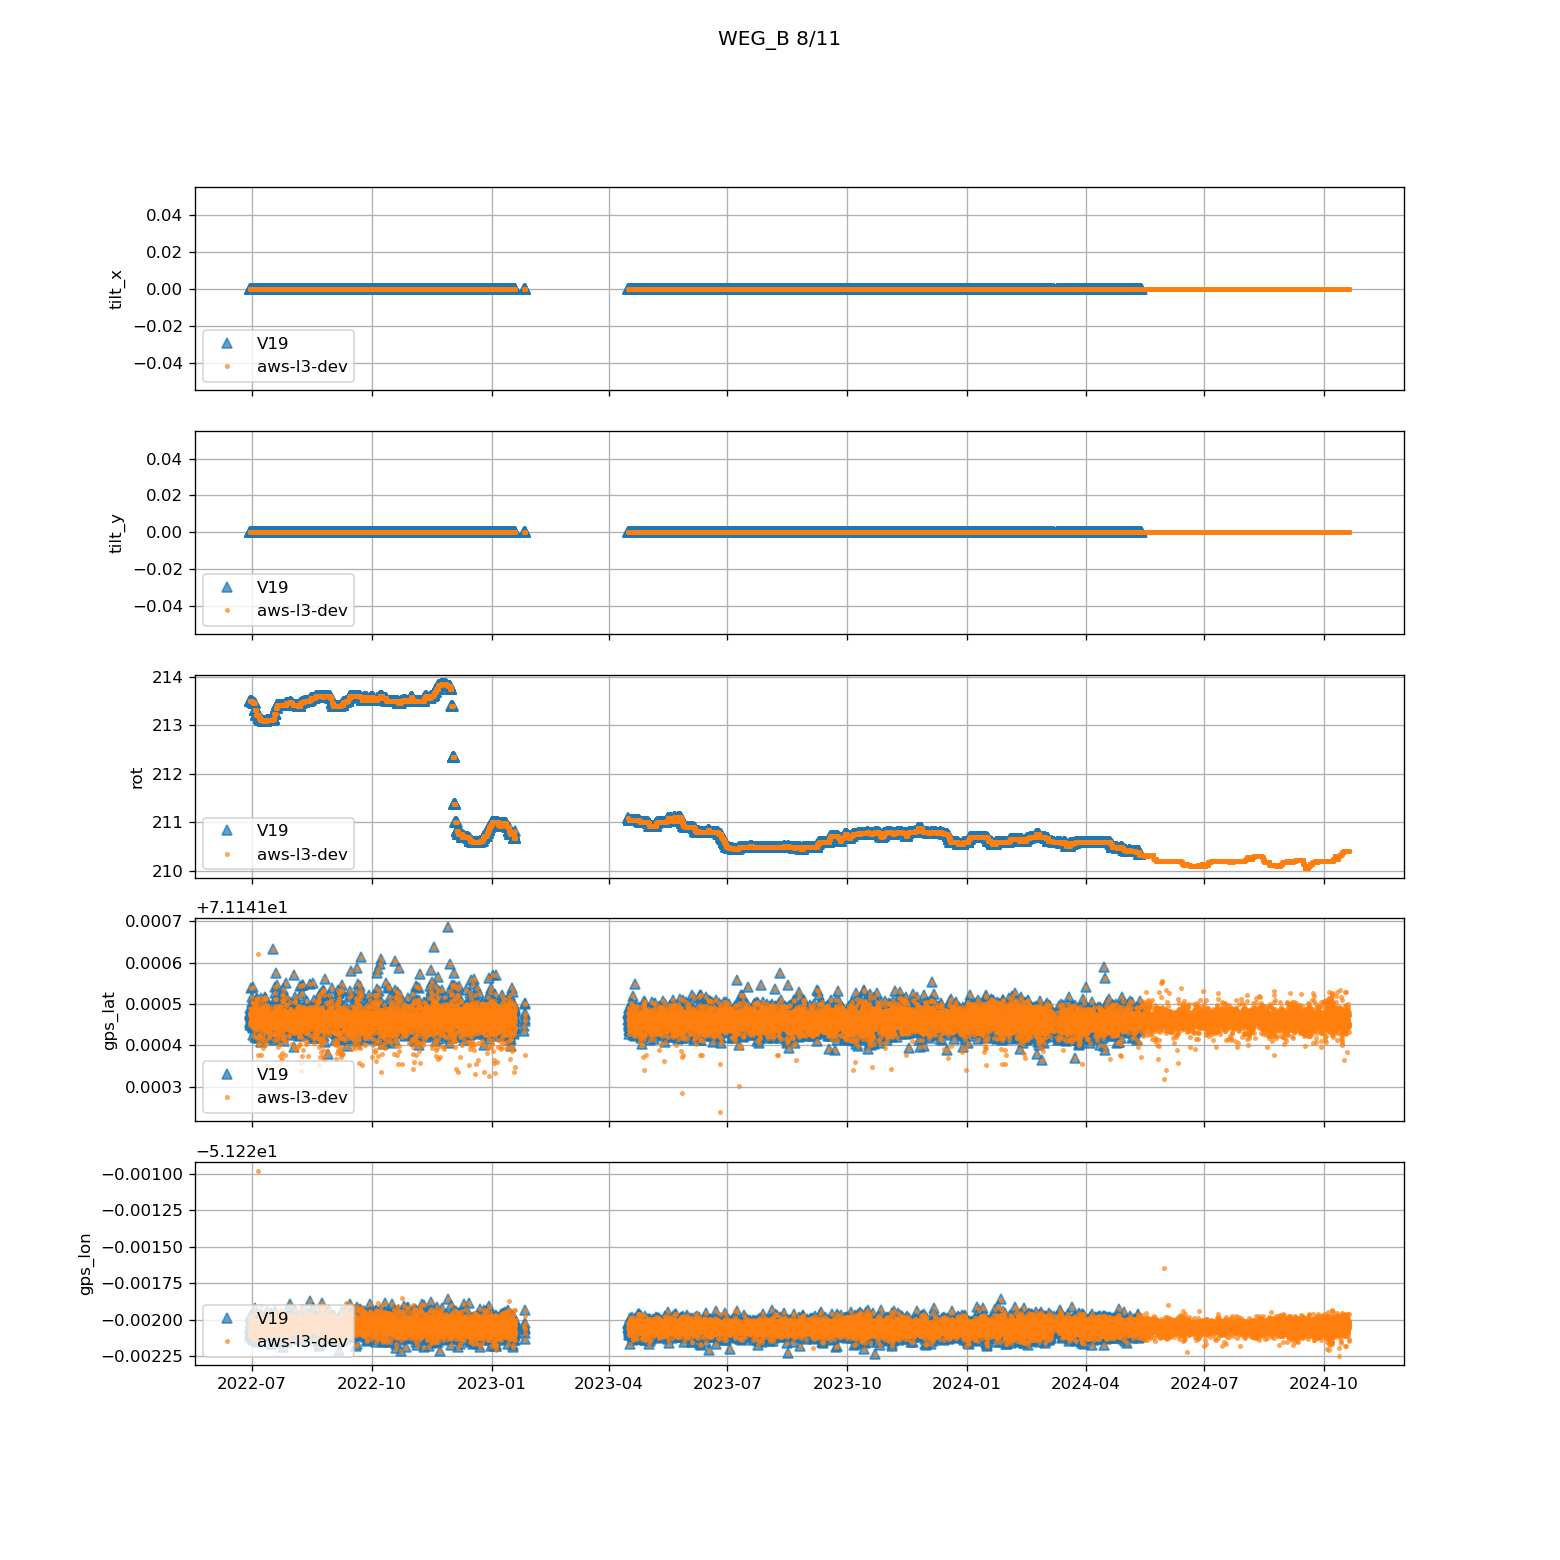 WEG_B 8/11
0.04
0.02
0.00
−0.02
−0.04
tilt_x
V19
aws-l3-dev
0.04
0.02
0.00
−0.02
−0.04
tilt_y
V19
aws-l3-dev
214
213
212
211
210
rot
V19
aws-l3-dev
+7.1141e1
0.0007
0.0006
0.0005
0.0004
0.0003
gps_lat
V19
aws-l3-dev
−5.122e1
−0.00100
−0.00125
−0.00150
−0.00175
−0.00200
−0.00225
gps_lon
V19
aws-l3-dev
2022-07 2022-10 2023-01 2023-04 2023-07 2023-10 2024-01 2024-04 2024-07 2024-10